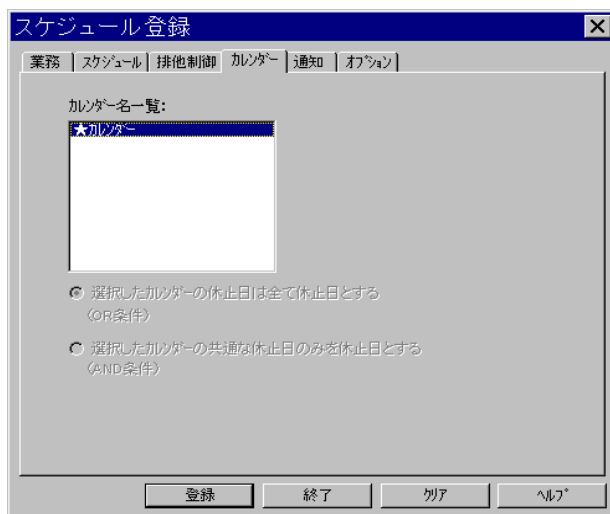 スケジュール登録
業務 スケジュール 排他制御 カレンダー 通知 オプション
カレンダー名一覧:
★カレンダー
選択したカレンダーの休止日は全て休止日とする
(OR条件)
選択したカレンダーの共通な休止日のみを休止日とする
(AND条件)
登録 終了 クリア ヘルプ